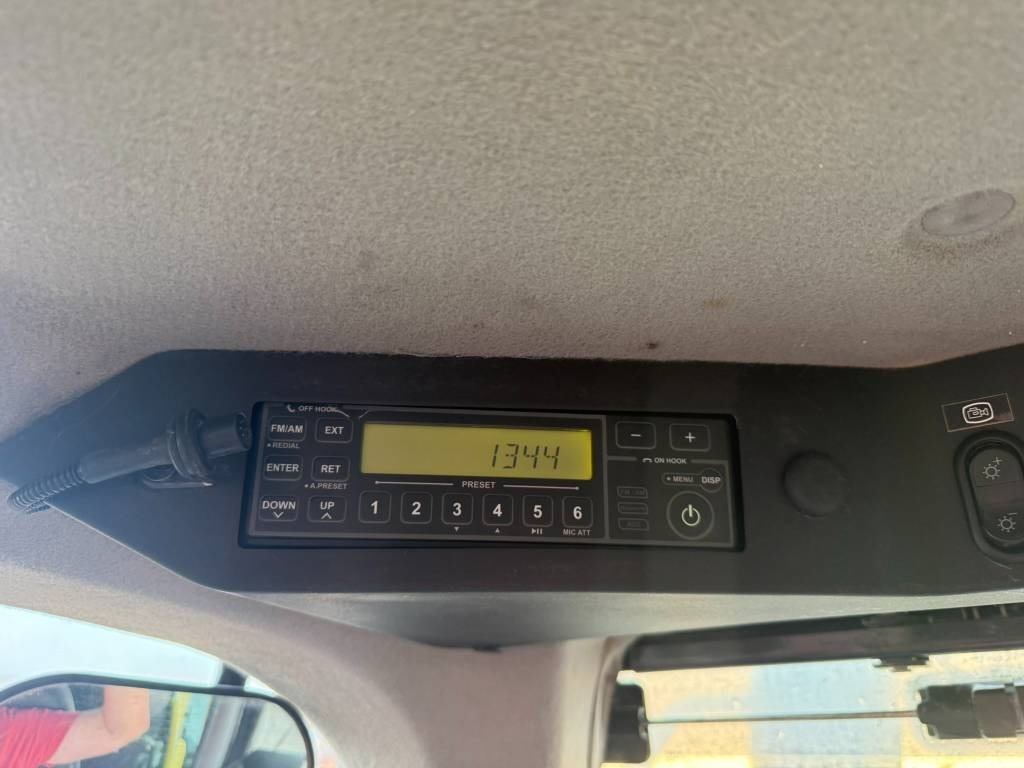 OFF HOOK
FM/AM EXT
• REDIAL
ENTER RET
• A.PRESET
DOWN UP
1344
PRESET
1 2 3 4 5 6
MIC ATT
− +
ON HOOK
• MENU DISP